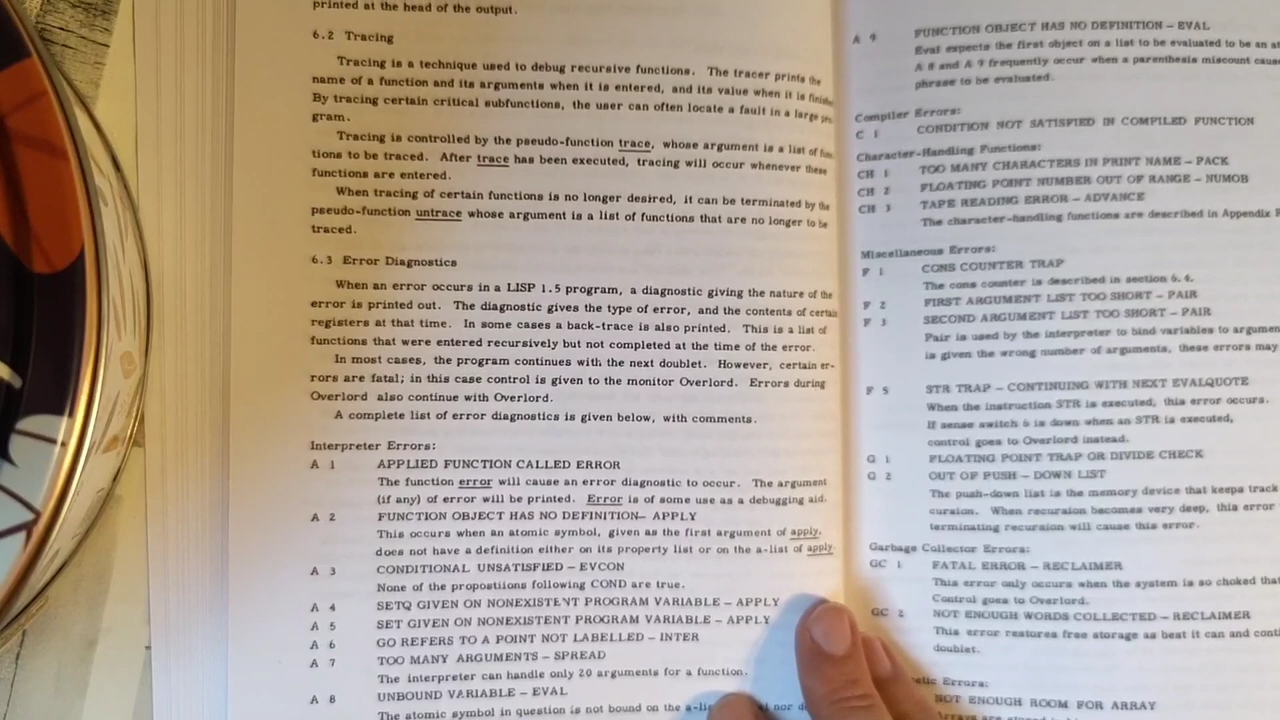 printed at the head of the output.
6.2 Tracing
Tracing is a technique used to debug recursive functions. The tracer prints the
name of a function and its arguments when it is entered, and its value when it is finished
By tracing certain critical subfunctions, the user can often locate a fault in a large pro
gram.
Tracing is controlled by the pseudo-function trace, whose argument is a list of func
tions to be traced. After trace has been executed, tracing will occur whenever these
functions are entered.
When tracing of certain functions is no longer desired, it can be terminated by the
pseudo-function untrace whose argument is a list of functions that are no longer to be
traced.
6.3 Error Diagnostics
When an error occurs in a LISP 1.5 program, a diagnostic giving the nature of the
error is printed out. The diagnostic gives the type of error, and the contents of certain
registers at that time. In some cases a back-trace is also printed. This is a list of
functions that were entered recursively but not completed at the time of the error.
In most cases, the program continues with the next doublet. However, certain er-
rors are fatal; in this case control is given to the monitor Overlord. Errors during
Overlord also continue with Overlord.
A complete list of error diagnostics is given below, with comments.
Interpreter Errors:
A 1 APPLIED FUNCTION CALLED ERROR
The function error will cause an error diagnostic to occur. The argument
(if any) of error will be printed. Error is of some use as a debugging aid.
A 2 FUNCTION OBJECT HAS NO DEFINITION— APPLY
This occurs when an atomic symbol, given as the first argument of apply,
does not have a definition either on its property list or on the a-list of apply
A 3 CONDITIONAL UNSATISFIED — EVCON
None of the propostiions following COND are true.
A 4 SETQ GIVEN ON NONEXISTENT PROGRAM VARIABLE — APPLY
A 5 SET GIVEN ON NONEXISTENT PROGRAM VARIABLE — APPLY
A 6 GO REFERS TO A POINT NOT LABELLED — INTER
A 7 TOO MANY ARGUMENTS — SPREAD
The interpreter can handle only 20 arguments for a function.
A 8 UNBOUND VARIABLE — EVAL
The atomic symbol in question is not bound on the a-lis nor
A 9 FUNCTION OBJECT HAS NO DEFINITION — EVAL
Eval expects the first object on a list to be evaluated to be an at
A 8 and A 9 frequently occur when a parenthesis miscount cause
phrase to be evaluated.
Compiler Errors:
C 1 CONDITION NOT SATISFIED IN COMPILED FUNCTION
Character-Handling Functions:
CH 1 TOO MANY CHARACTERS IN PRINT NAME — PACK
CH 2 FLOATING POINT NUMBER OUT OF RANGE — NUMOB
CH 3 TAPE READING ERROR — ADVANCE
The character-handling functions are described in Appendix
Miscellaneous Errors:
F 1 CONS COUNTER TRAP
The cons counter is described in section 6.4.
F 2 FIRST ARGUMENT LIST TOO SHORT — PAIR
F 3 SECOND ARGUMENT LIST TOO SHORT — PAIR
Pair is used by the interpreter to bind variables to argumen
is given the wrong number of arguments, these errors may
F 5 STR TRAP — CONTINUING WITH NEXT EVALQUOTE
When the instruction STR is executed, this error occurs.
If sense switch 6 is down when an STR is executed,
control goes to Overlord instead.
G 1 FLOATING POINT TRAP OR DIVIDE CHECK
G 2 OUT OF PUSH — DOWN LIST
The push-down list is the memory device that keeps track
cursion. When recursion becomes very deep, this error
terminating recursion will cause this error.
Garbage Collector Errors:
GC 1 FATAL ERROR — RECLAIMER
This error only occurs when the system is so choked that
Control goes to Overlord.
GC 2 NOT ENOUGH WORDS COLLECTED — RECLAIMER
This error restores free storage as best it can and conti
doublet.
etic Errors:
NOT ENOUGH ROOM FOR ARRAY